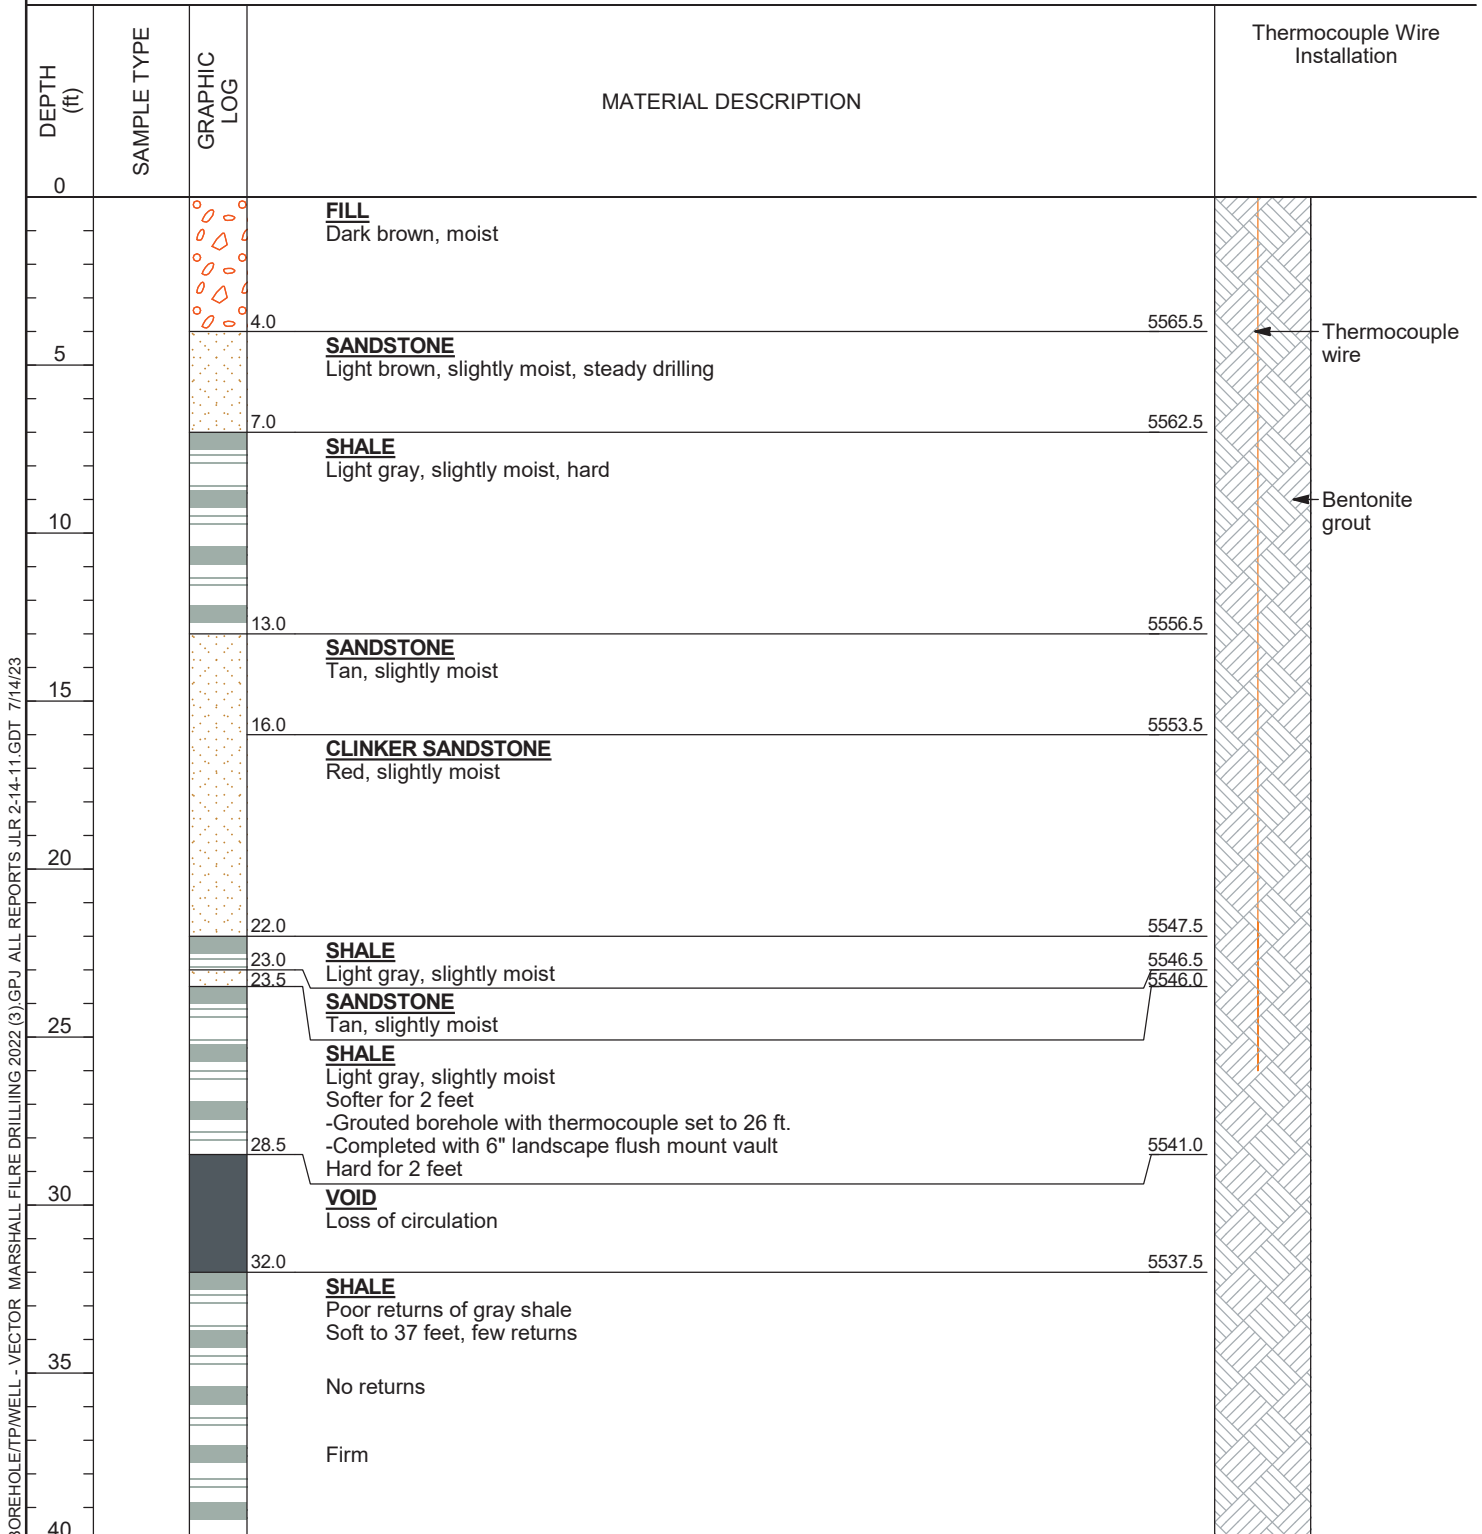 DEPTH
(ft)
SAMPLE TYPE
GRAPHIC
LOG
MATERIAL DESCRIPTION
Thermocouple Wire
Installation
0
FILL
Dark brown, moist
4.0 5565.5
SANDSTONE
Light brown, slightly moist, steady drilling
Thermocouple
wire
5
7.0 5562.5
SHALE
Light gray, slightly moist, hard
Bentonite
grout
10
13.0 5556.5
SANDSTONE
Tan, slightly moist
15
16.0 5553.5
CLINKER SANDSTONE
Red, slightly moist
20
22.0 5547.5
SHALE
Light gray, slightly moist
23.0 5546.5
23.5 5546.0
SANDSTONE
Tan, slightly moist
25
SHALE
Light gray, slightly moist
Softer for 2 feet
-Grouted borehole with thermocouple set to 26 ft.
-Completed with 6" landscape flush mount vault
Hard for 2 feet
28.5 5541.0
30
VOID
Loss of circulation
32.0 5537.5
SHALE
Poor returns of gray shale
Soft to 37 feet, few returns
35
No returns
Firm
40
BOREHOLE/TP/WELL - VECTOR MARSHALL FILRE DRILLIING 2022 (3).GPJ ALL REPORTS JLR 2-14-11.GDT 7/14/23